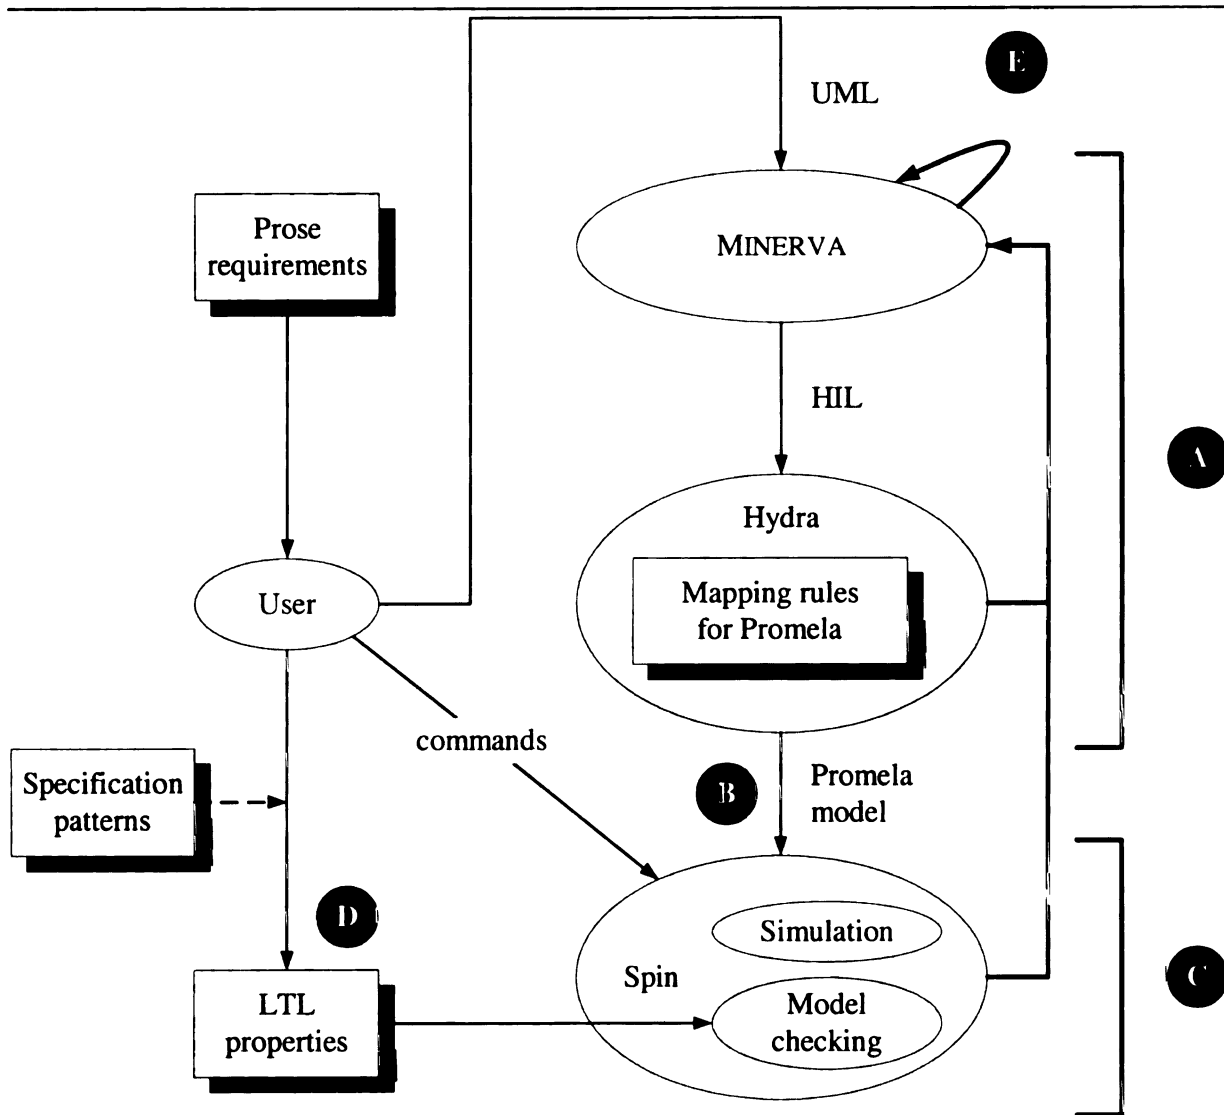 E
UML
Prose
requirements
MINERVA
HIL
A
Hydra
Mapping rules
for Promela
User
commands
Specification
patterns
B
Promela
model
D
Simulation
Spin
C
LTL
properties
Model
checking